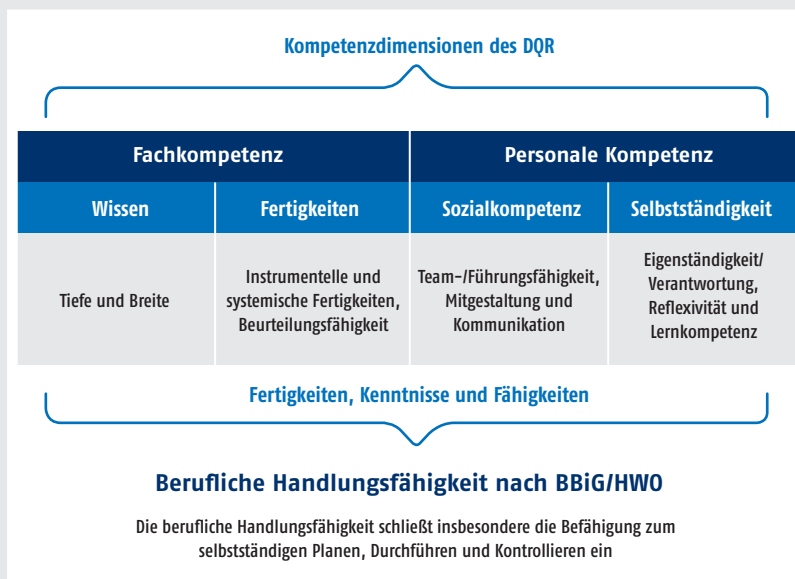 Kompetenzdimensionen des DQR
Fachkompetenz
Personale Kompetenz
Wissen
Fertigkeiten
Sozialkompetenz
Selbstständigkeit
Tiefe und Breite
Instrumentelle und
systemische Fertigkeiten,
Beurteilungsfähigkeit
Team-/Führungsfähigkeit,
Mitgestaltung und
Kommunikation
Eigenständigkeit/
Verantwortung,
Reflexivität und
Lernkompetenz
Fertigkeiten, Kenntnisse und Fähigkeiten
Berufliche Handlungsfähigkeit nach BBiG/HWO
Die berufliche Handlungsfähigkeit schließt insbesondere die Befähigung zum
selbstständigen Planen, Durchführen und Kontrollieren ein